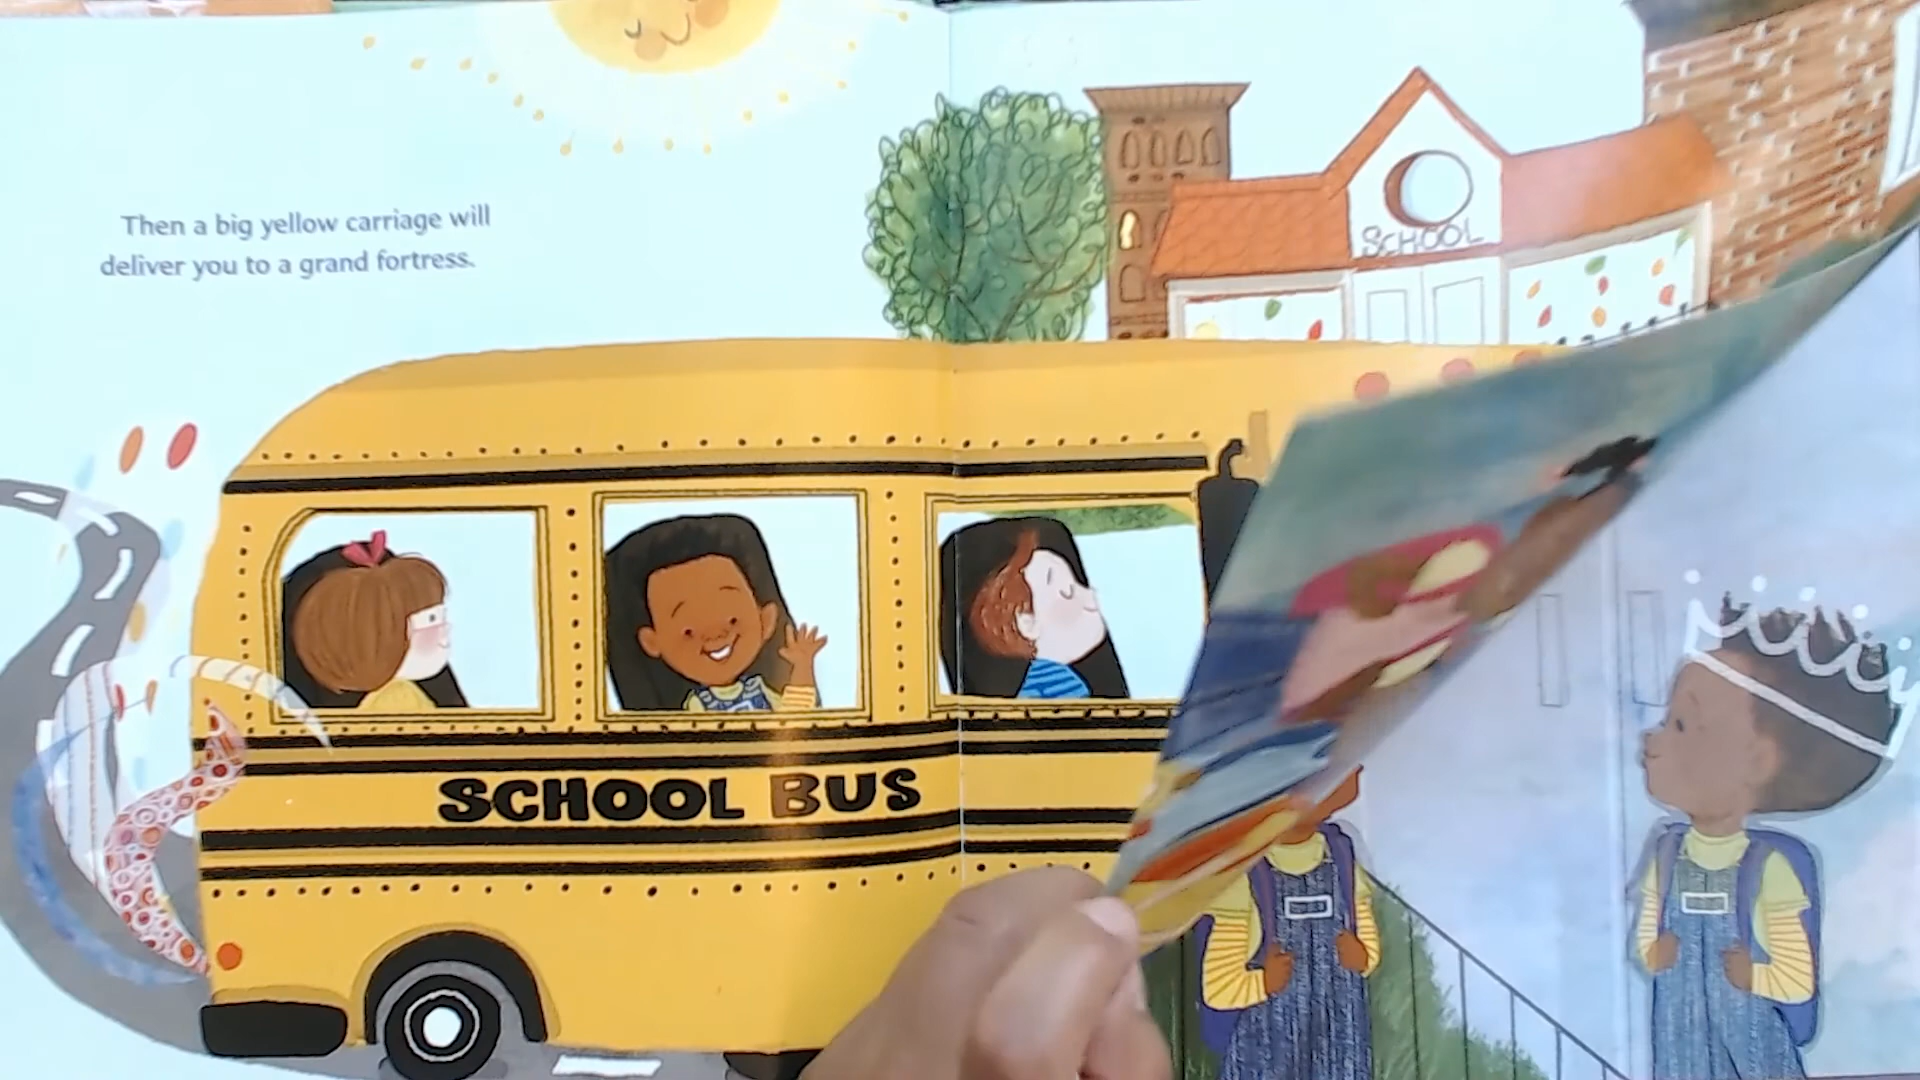 Then a big yellow carriage will
deliver you to a grand fortress.
SCHOOL
SCHOOL BUS